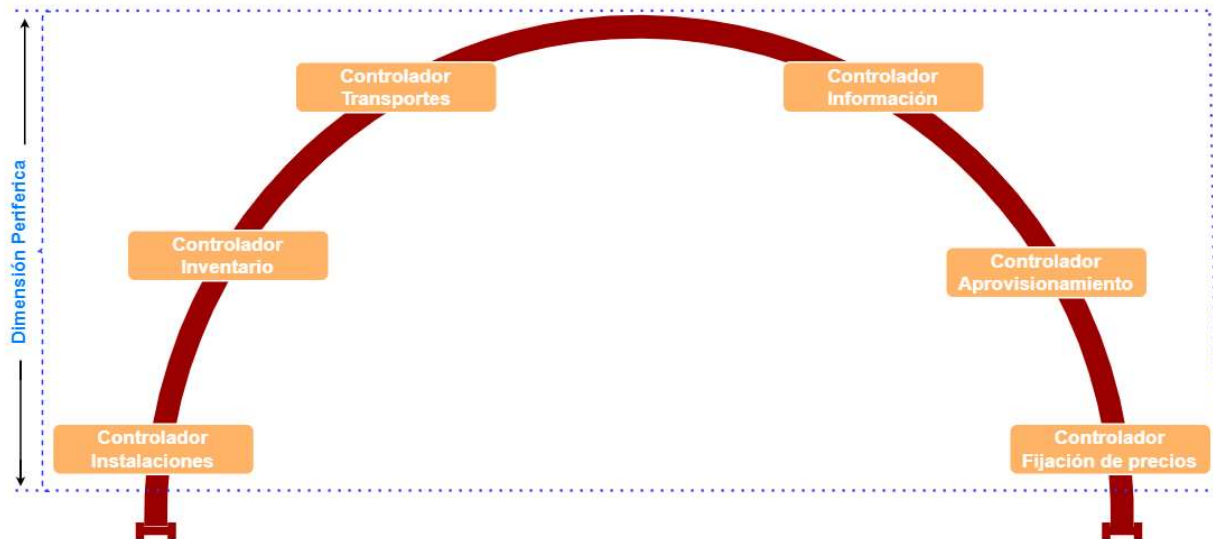 Controlador
Transportes
Controlador
Información
Dimensión Periferica
Controlador
Inventario
Controlador
Aprovisionamiento
Controlador
Instalaciones
Controlador
Fijación de precios